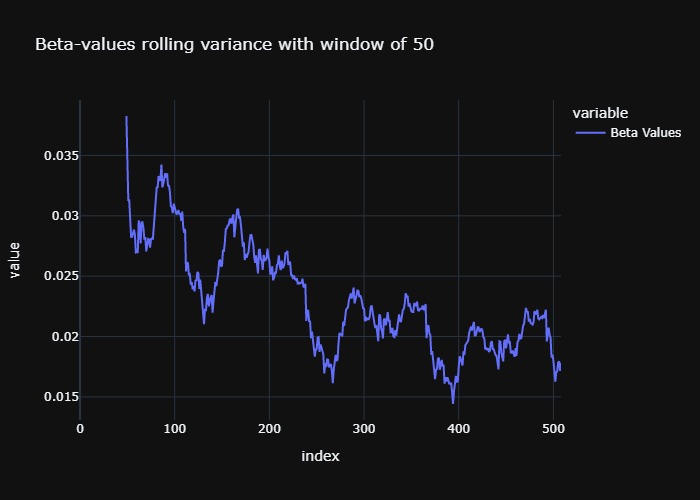 Beta-values rolling variance with window of 50
variable
Beta Values
0.035
0.03
0.025
0.02
0.015
value
0 100 200 300 400 500
index